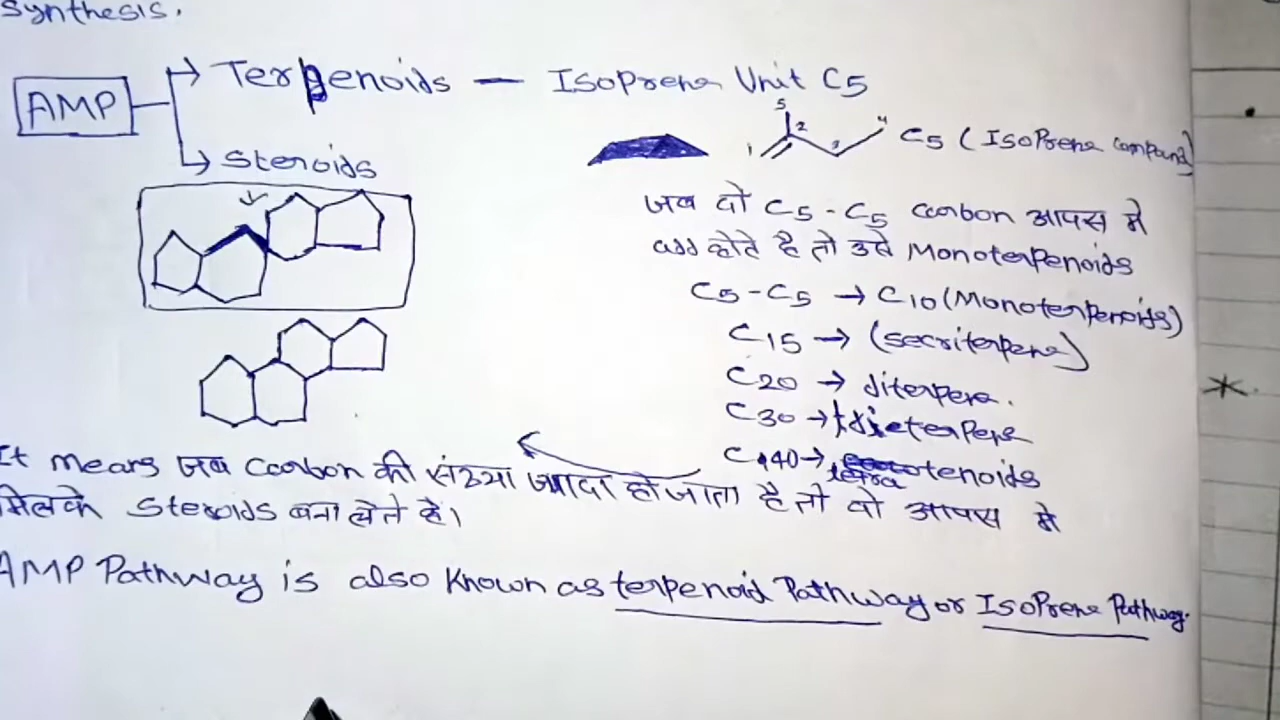 Synthesis.
AMP
→ Terpenoids — IsoPrene Unit C5
→ Steroids
1 2 3 4 5 C5 (IsoPrene Compound)
जब दो C5 - C5 carbon आपस मे
add होते है तो उसे Monoterpenoids
C5 - C5 → C10 (Monoterpenoids)
C15 → (secriterpene)
C20 → diterpene.
C30 →
C40 → tetra tenoids
It means जब Carbon की संख्या ज्यादा हो जाता है तो वो आपस मे
मिलके Steroids बना लेते है।
AMP Pathway is also known as terpenoid Pathway or IsoPrene Pathway.